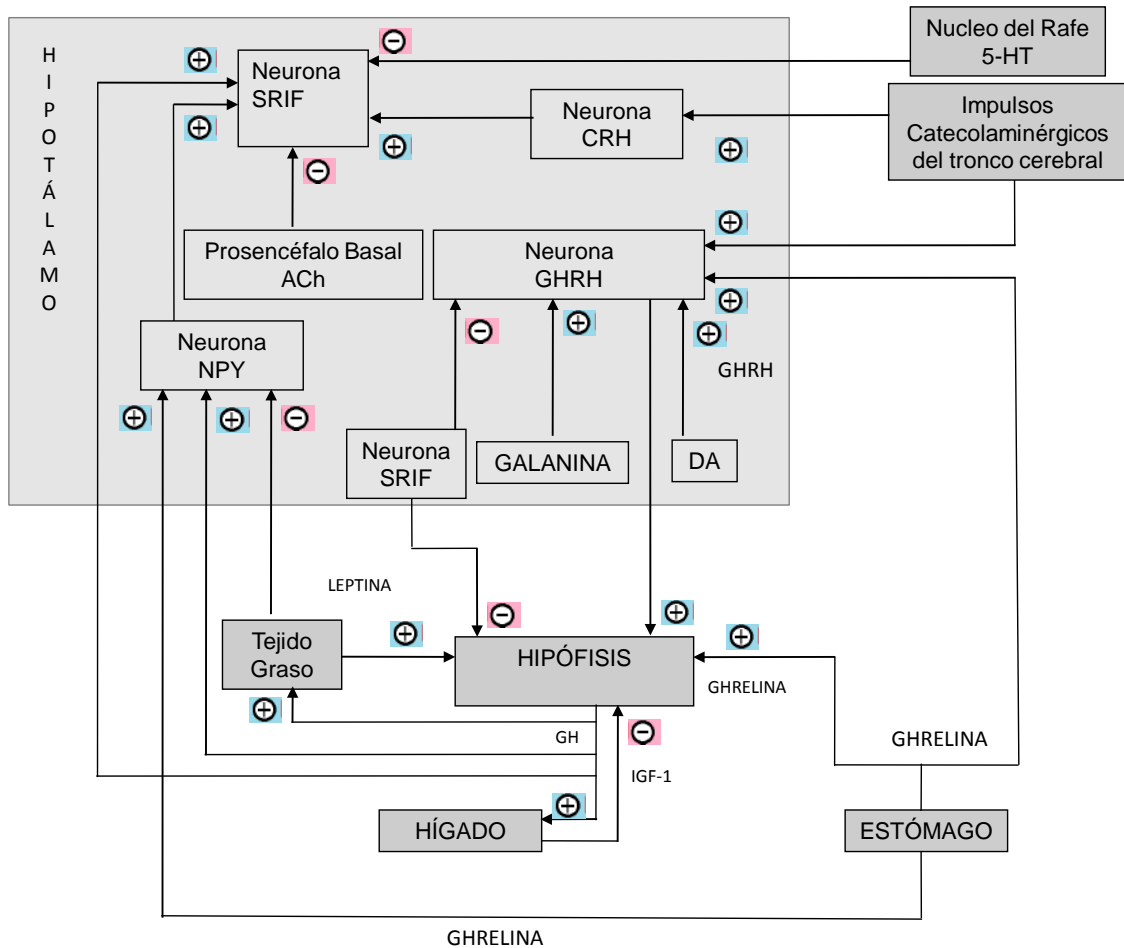 HIPOTÁLAMO
Neurona
SRIF
Nucleo del Rafe
5-HT
Neurona
CRH
Impulsos
Catecolaminérgicos
del tronco cerebral
Prosencéfalo Basal
ACh
Neurona
GHRH
Neurona
NPY
GHRH
Neurona
SRIF
GALANINA
DA
LEPTINA
Tejido
Graso
HIPÓFISIS
GHRELINA
GH
IGF-1
GHRELINA
HÍGADO
ESTÓMAGO
GHRELINA